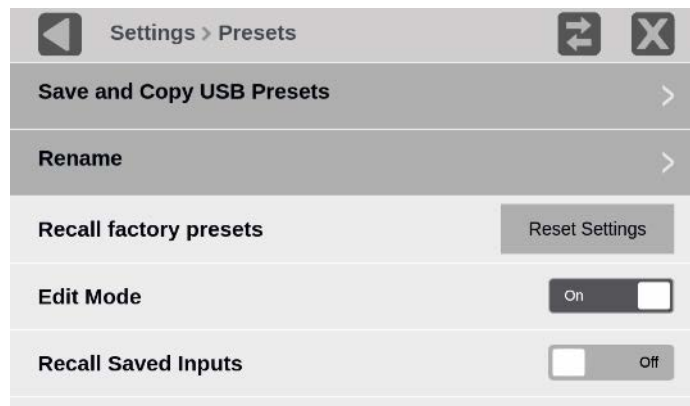 Settings > Presets
Save and Copy USB Presets
Rename
Recall factory presets Reset Settings
Edit Mode On
Recall Saved Inputs Off